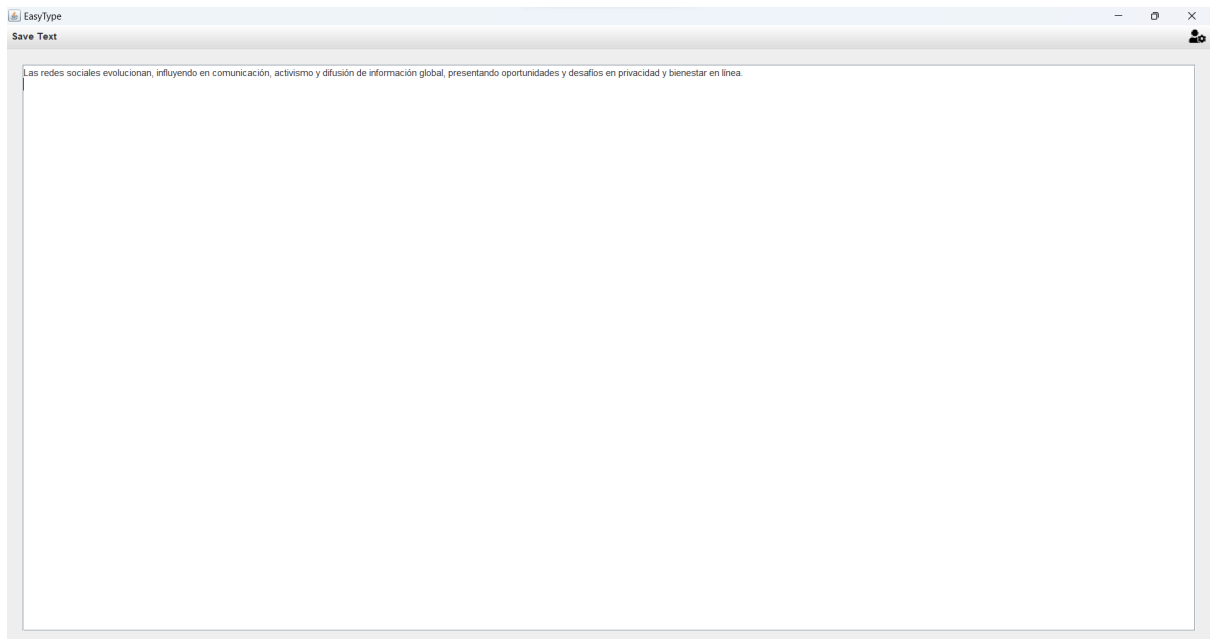 EasyType
Save Text
Las redes sociales evolucionan, influyendo en comunicación, activismo y difusión de información global, presentando oportunidades y desafíos en privacidad y bienestar en línea.